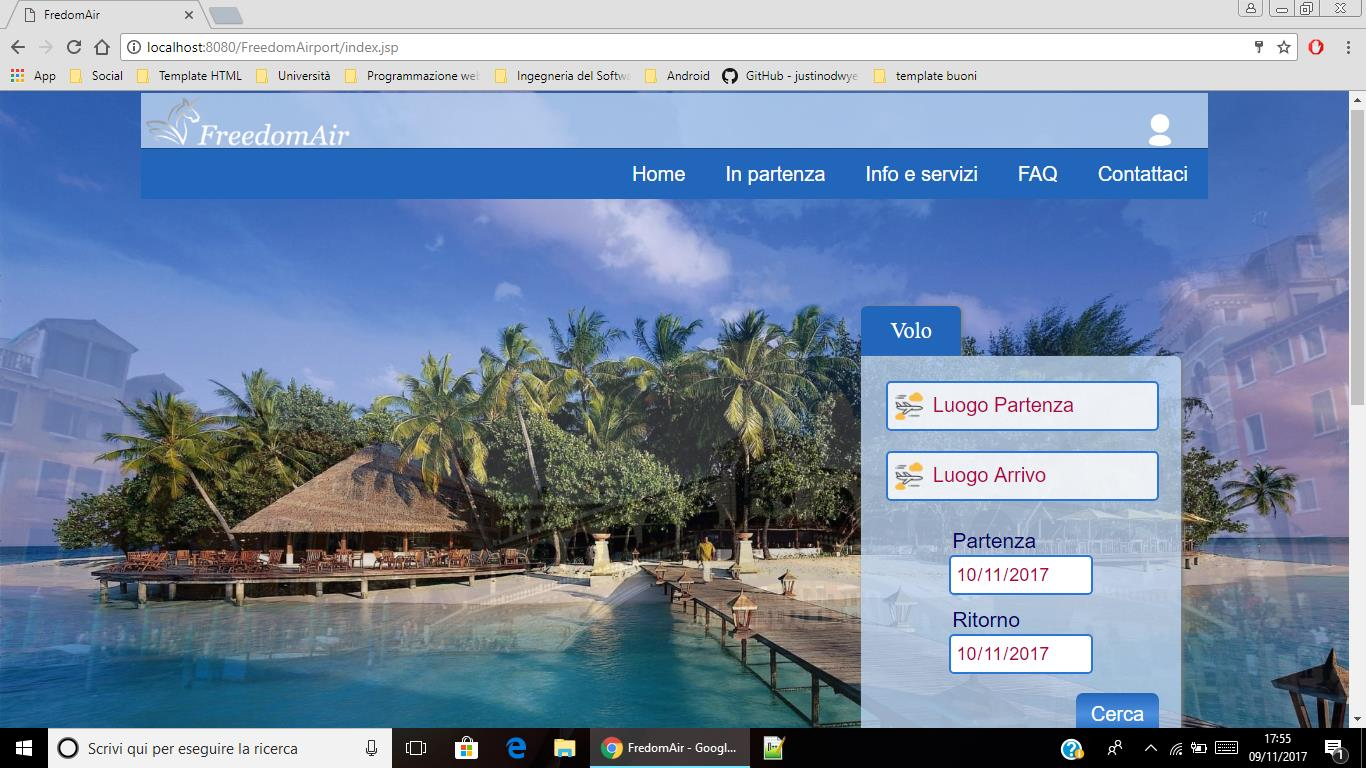 FredomAir
localhost:8080/FreedomAirport/index.jsp
App Social Template HTML Università Programmazione web Ingegneria del Softwa Android GitHub - justinodwye template buoni
FreedomAir
Home In partenza Info e servizi FAQ Contattaci
Volo
Luogo Partenza
Luogo Arrivo
Partenza
10/11/2017
Ritorno
10/11/2017
Cerca
Scrivi qui per eseguire la ricerca
FredomAir - Googl...
17:55
09/11/2017
1